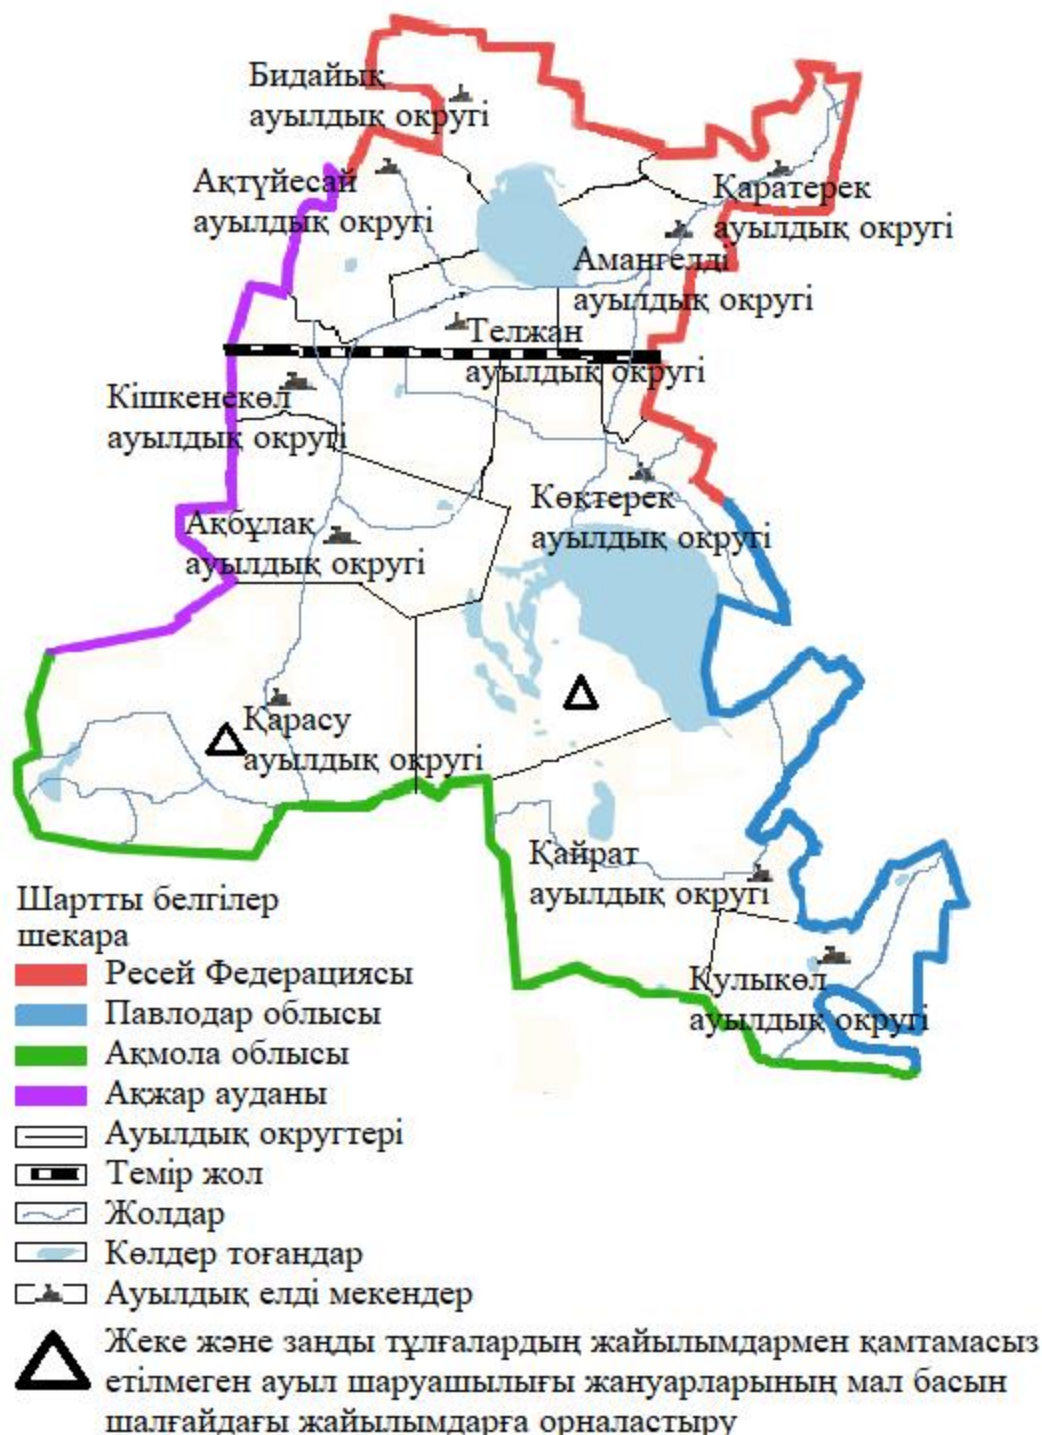 Бидайық
ауылдық округі
Ақтүйесай
ауылдық округі
Қаратерек
ауылдық округі
Амангелді
ауылдық округі
Телжан
ауылдық округі
Кішкенекөл
ауылдық округі
Көктерек
ауылдық округі
Ақбұлақ
ауылдық округі
Қарасу
ауылдық округі
Қайрат
ауылдық округі
Құлыкөл
ауылдық округі
Шартты белгілер
шекара
Ресей Федерациясы
Павлодар облысы
Ақмола облысы
Ақжар ауданы
Ауылдық округтері
Темір жол
Жолдар
Көлдер тоғандар
Ауылдық елді мекендер
Жеке және заңды тұлғалардың жайылымдармен қамтамасыз
етілмеген ауыл шаруашылығы жануарларының мал басын
шалғайдағы жайылымдарға орналастыру